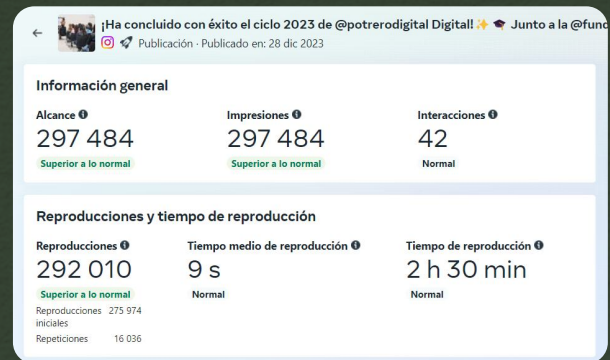 ¡Ha concluido con éxito el ciclo 2023 de @potrerodigital Digital!✨ 🎓 Junto a la @fund
Publicación · Publicado en: 28 dic 2023
Información general
Alcance Impresiones Interacciones
297 484 297 484 42
Superior a lo normal Superior a lo normal Normal
Reproducciones y tiempo de reproducción
Reproducciones Tiempo medio de reproducción Tiempo de reproducción
292 010 9 s 2 h 30 min
Superior a lo normal Normal Normal
Reproducciones iniciales 275 974
Repeticiones 16 036